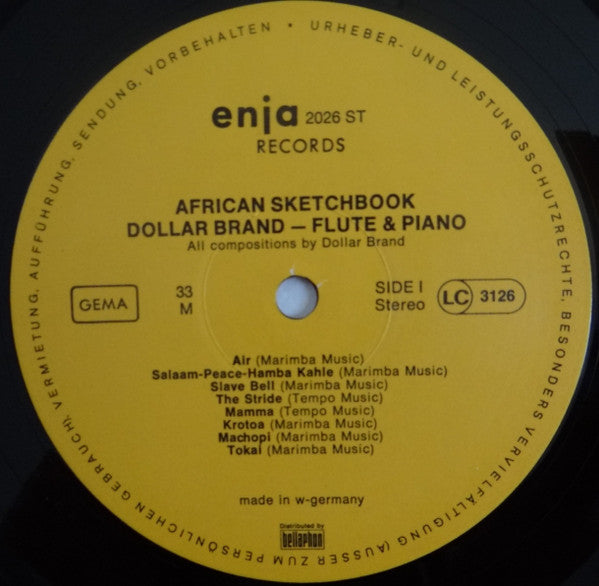 URHEBER- UND LEISTUNGSSCHUTZRECHTE, BESONDERS VERVIELFÄLTIGUNG (AUSSER ZUM PERSÖNLICHEN GEBRAUCH), VERMIETUNG, AUFFÜHRUNG, SENDUNG, VORBEHALTEN *
enja 2026 ST
RECORDS
AFRICAN SKETCHBOOK
DOLLAR BRAND – FLUTE & PIANO
All compositions by Dollar Brand
GEMA
33
M
SIDE I
Stereo
LC 3126
Air (Marimba Music)
Salaam-Peace-Hamba Kahle (Marimba Music)
Slave Bell (Marimba Music)
The Stride (Tempo Music)
Mamma (Tempo Music)
Krotoa (Marimba Music)
Machopi (Marimba Music)
Tokai (Marimba Music)
made in w-germany
Distributed by
bellaphon